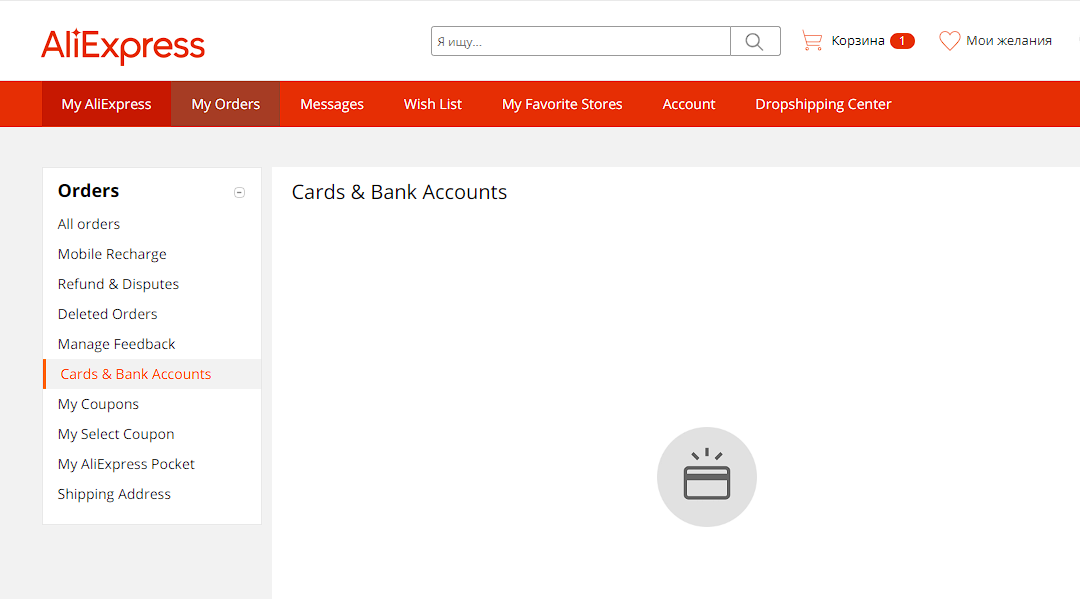 AliExpress
Я ищу...
Корзина 1
Мои желания
My AliExpress My Orders Messages Wish List My Favorite Stores Account Dropshipping Center
Orders
All orders
Mobile Recharge
Refund & Disputes
Deleted Orders
Manage Feedback
Cards & Bank Accounts
My Coupons
My Select Coupon
My AliExpress Pocket
Shipping Address
Cards & Bank Accounts